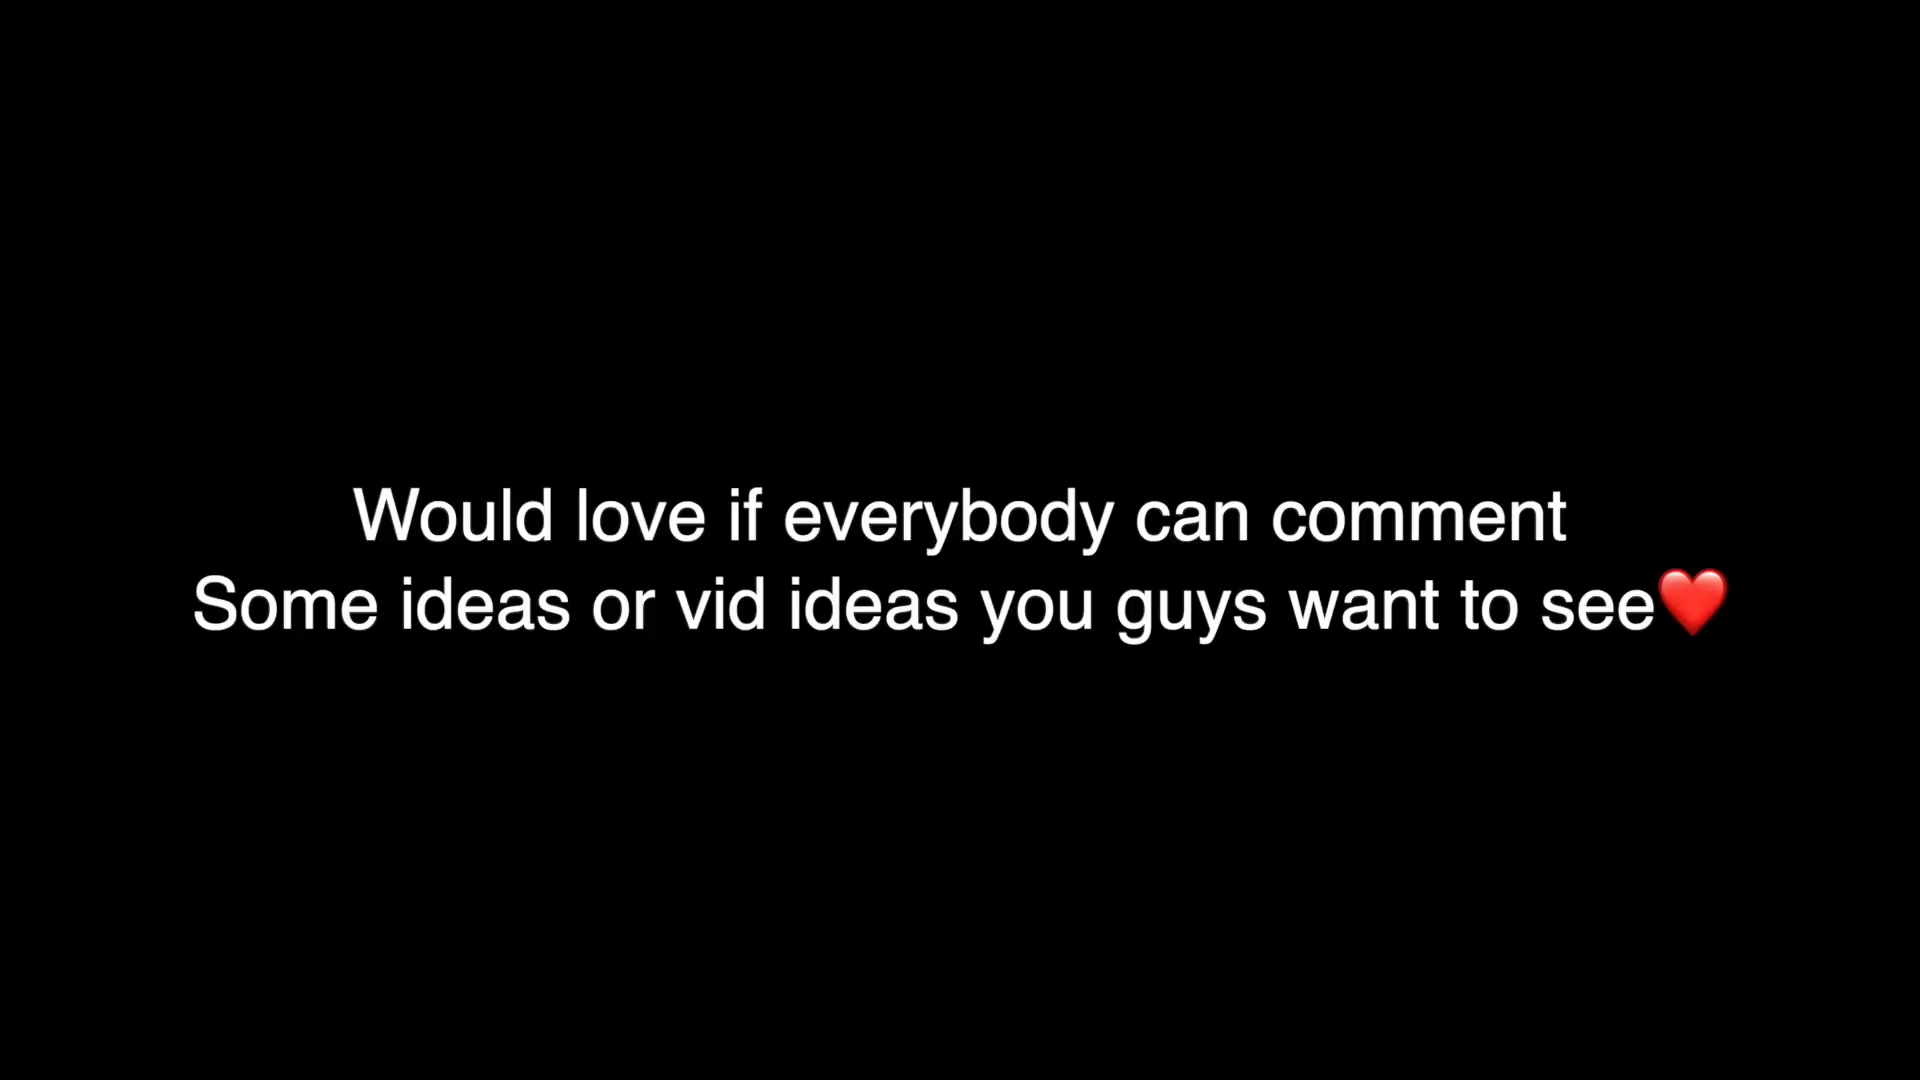 Would love if everybody can comment
Some ideas or vid ideas you guys want to see❤️